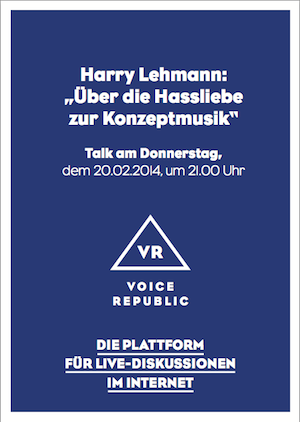 Harry Lehmann:
„Über die Hassliebe
zur Konzeptmusik“
Talk am Donnerstag,
dem 20.02.2014, um 21.00 Uhr
VR
VOICE
REPUBLIC
DIE PLATTFORM
FÜR LIVE-DISKUSSIONEN
IM INTERNET